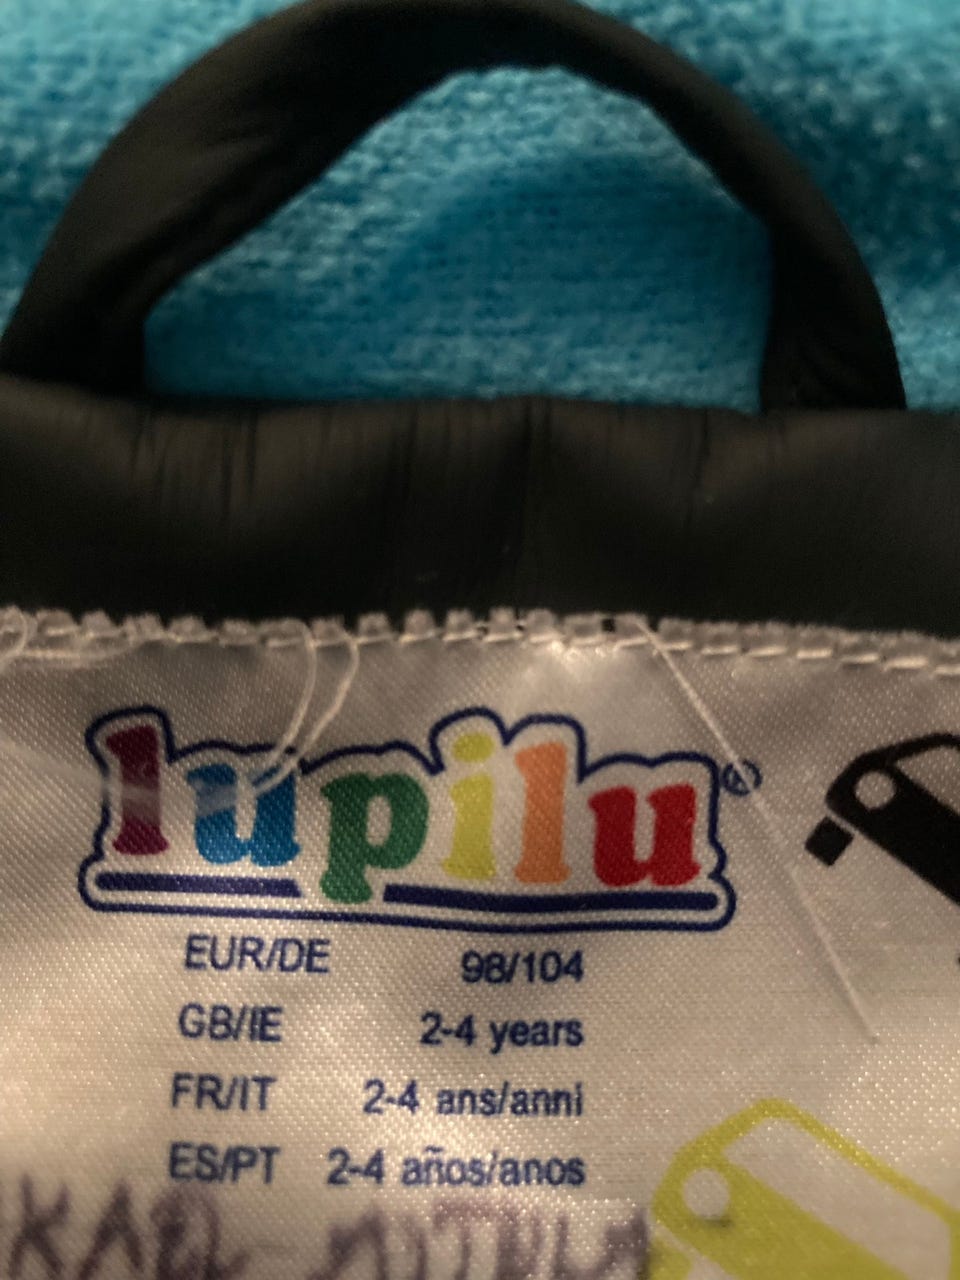 lupilu®
EUR/DE 98/104
GB/IE 2-4 years
FR/IT 2-4 ans/anni
ES/PT 2-4 años/anos